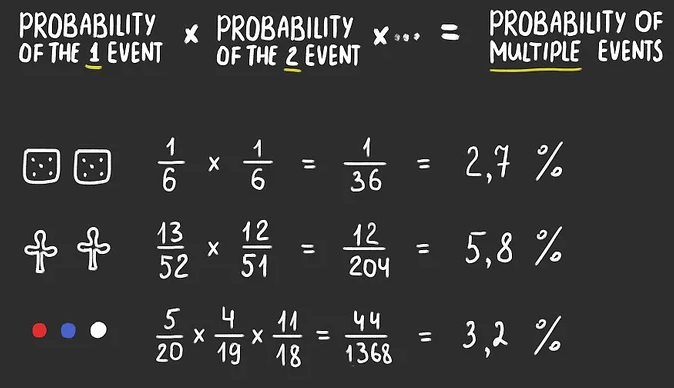 PROBABILITY OF THE 1 EVENT × PROBABILITY OF THE 2 EVENT ×... = PROBABILITY OF MULTIPLE EVENTS
1/6 × 1/6 = 1/36 = 2,7 %
13/52 × 12/51 = 12/204 = 5,8 %
5/20 × 4/19 × 11/18 = 44/1368 = 3,2 %